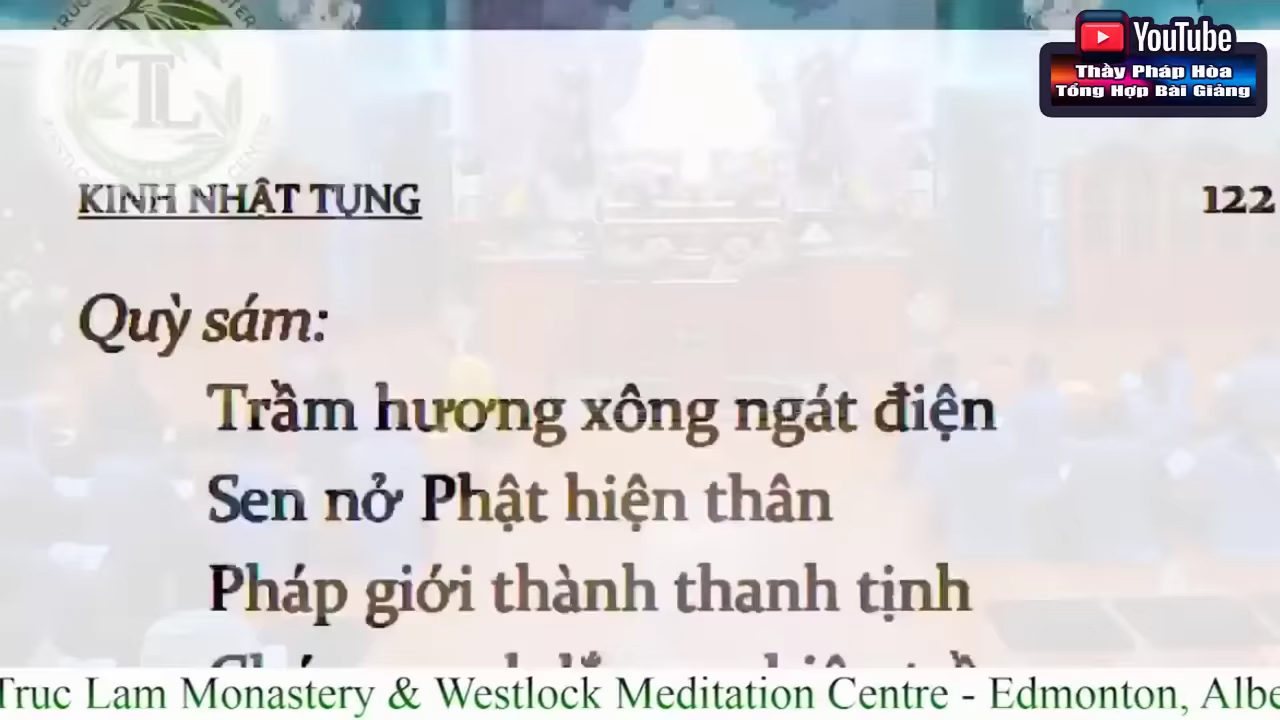 TL
YouTube
Thầy Pháp Hòa
Tổng Hợp Bài Giảng
KINH NHẬT TỤNG
122
Quỳ sám:
Trầm hương xông ngát điện
Sen nở Phật hiện thân
Pháp giới thành thanh tịnh
Truc Lam Monastery & Westlock Meditation Centre - Edmonton, Albe